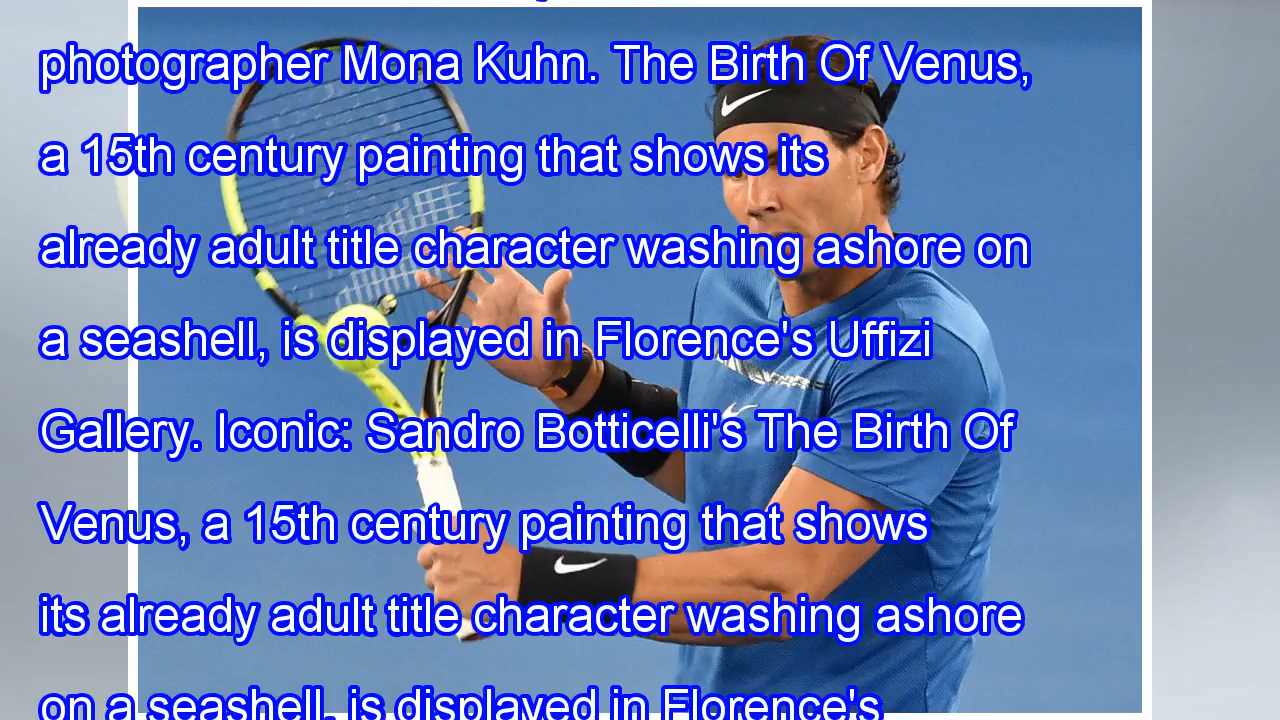 photographer Mona Kuhn. The Birth Of Venus,
a 15th century painting that shows its
already adult title character washing ashore on
a seashell, is displayed in Florence's Uffizi
Gallery. Iconic: Sandro Botticelli's The Birth Of
Venus, a 15th century painting that shows
its already adult title character washing ashore
on a seashell, is displayed in Florence's